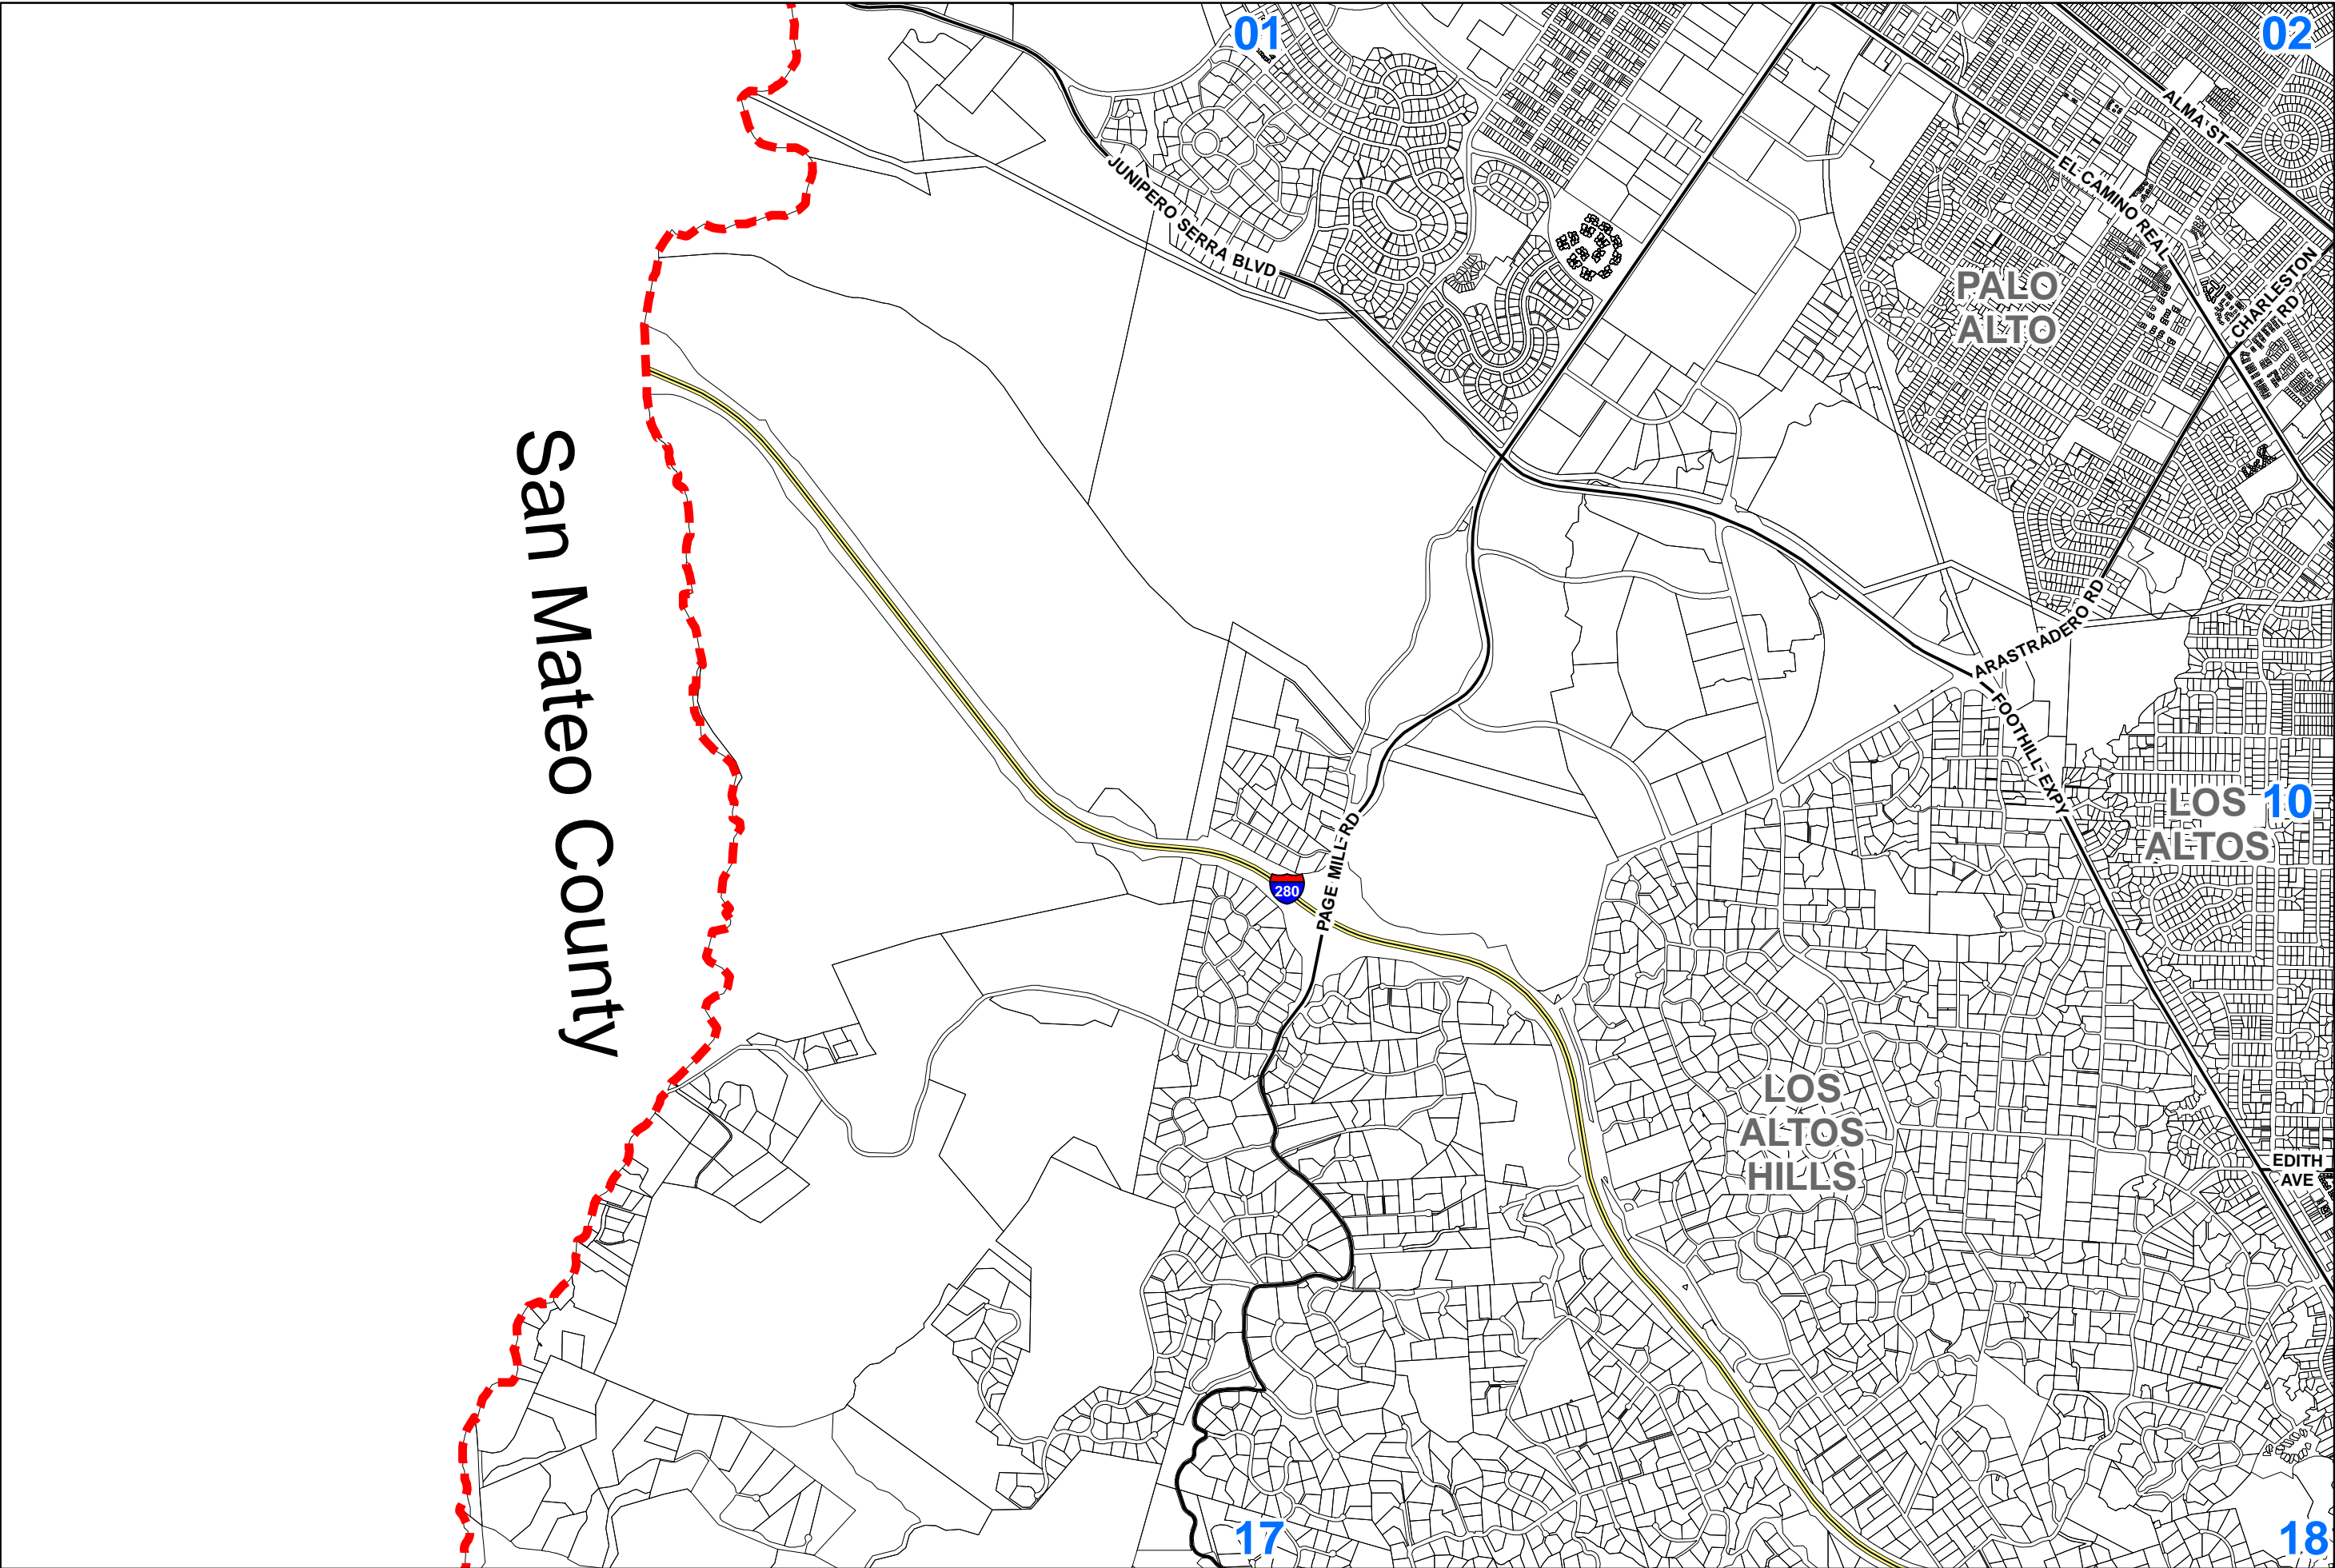 01
02
ALMA ST
EL CAMINO REAL
JUNIPERO SERRA BLVD
CHARLESTON
RD
PALO
ALTO
San Mateo County
ARASTRADERO RD
FOOTHILL EXPY
LOS
ALTOS
10
PAGE MILL RD
280
LOS
ALTOS
HILLS
EDITH
AVE
17
18